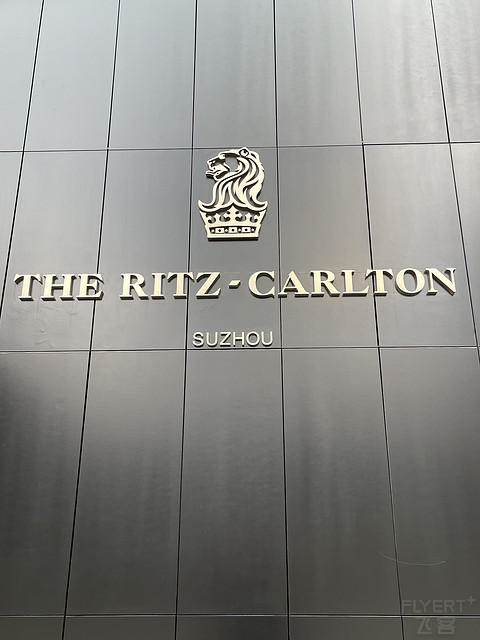 THE RITZ-CARLTON
SUZHOU
FLYERT+
飞客